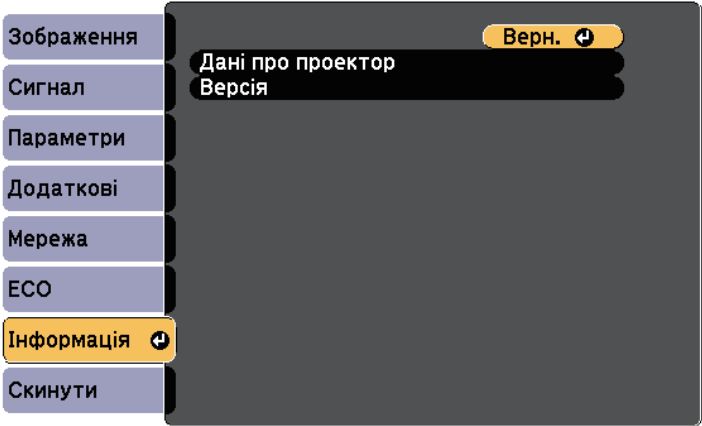 Зображення
Сигнал
Параметри
Додаткові
Мережа
ECO
Інформація
Скинути
Верн.
Дані про проектор
Версія